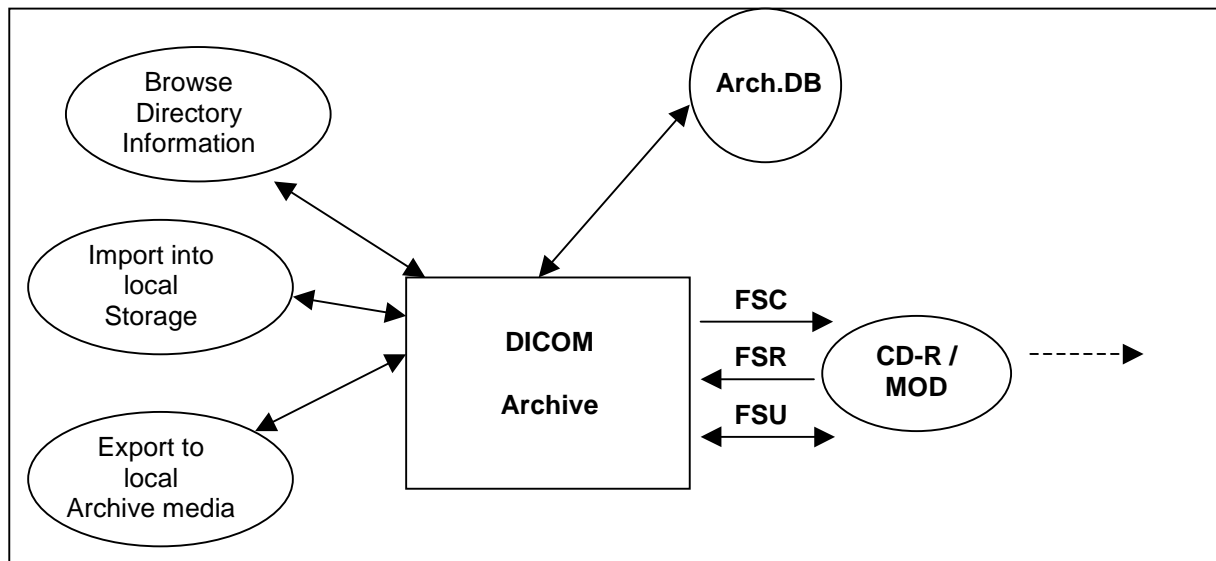 Browse
Directory
Information
Arch.DB
Import into
local
Storage
DICOM
Archive
FSC
FSR
FSU
CD-R /
MOD
Export to
local
Archive media